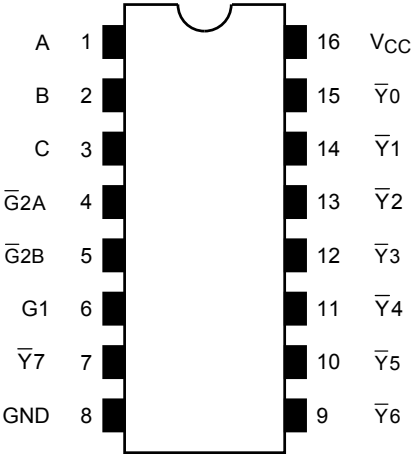 A 1 16 VCC
B 2 15 Y̅0
C 3 14 Y̅1
G̅2A 4 13 Y̅2
G̅2B 5 12 Y̅3
G1 6 11 Y̅4
Y̅7 7 10 Y̅5
GND 8 9 Y̅6